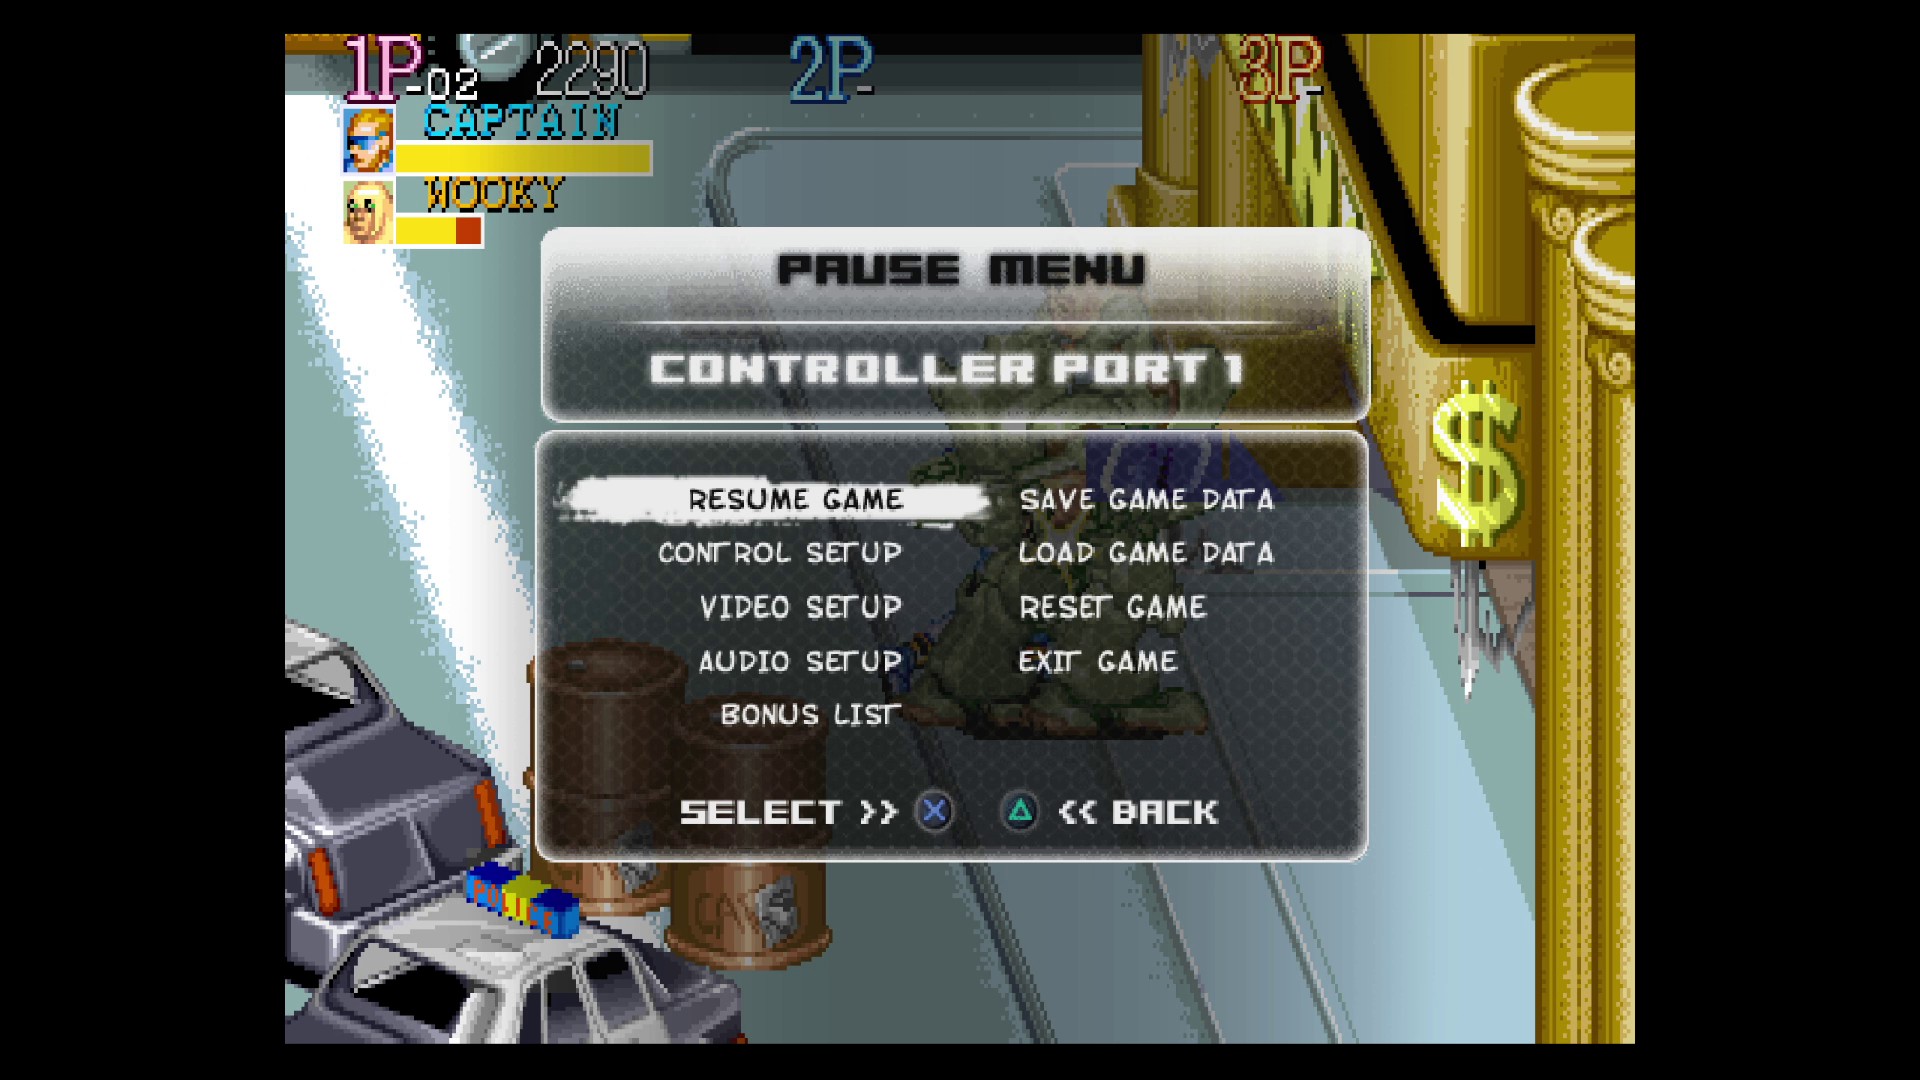 1P-02 2290 2P- 3P-
CAPTAIN
WOOKY
PAUSE MENU
CONTROLLER PORT 1
RESUME GAME SAVE GAME DATA
CONTROL SETUP LOAD GAME DATA
VIDEO SETUP RESET GAME
AUDIO SETUP EXIT GAME
BONUS LIST
SELECT >> << BACK
$
POLICE